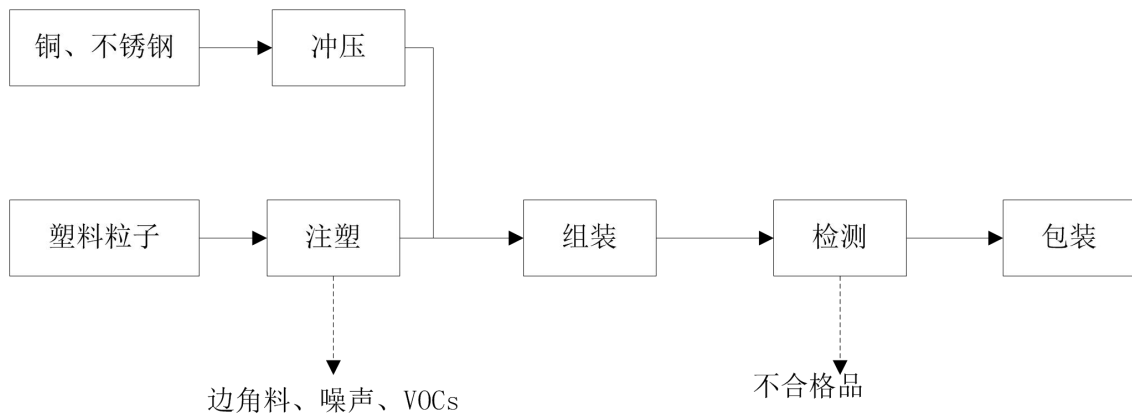 铜、不锈钢
冲压
塑料粒子
注塑
组装
检测
包装
边角料、噪声、VOCs
不合格品